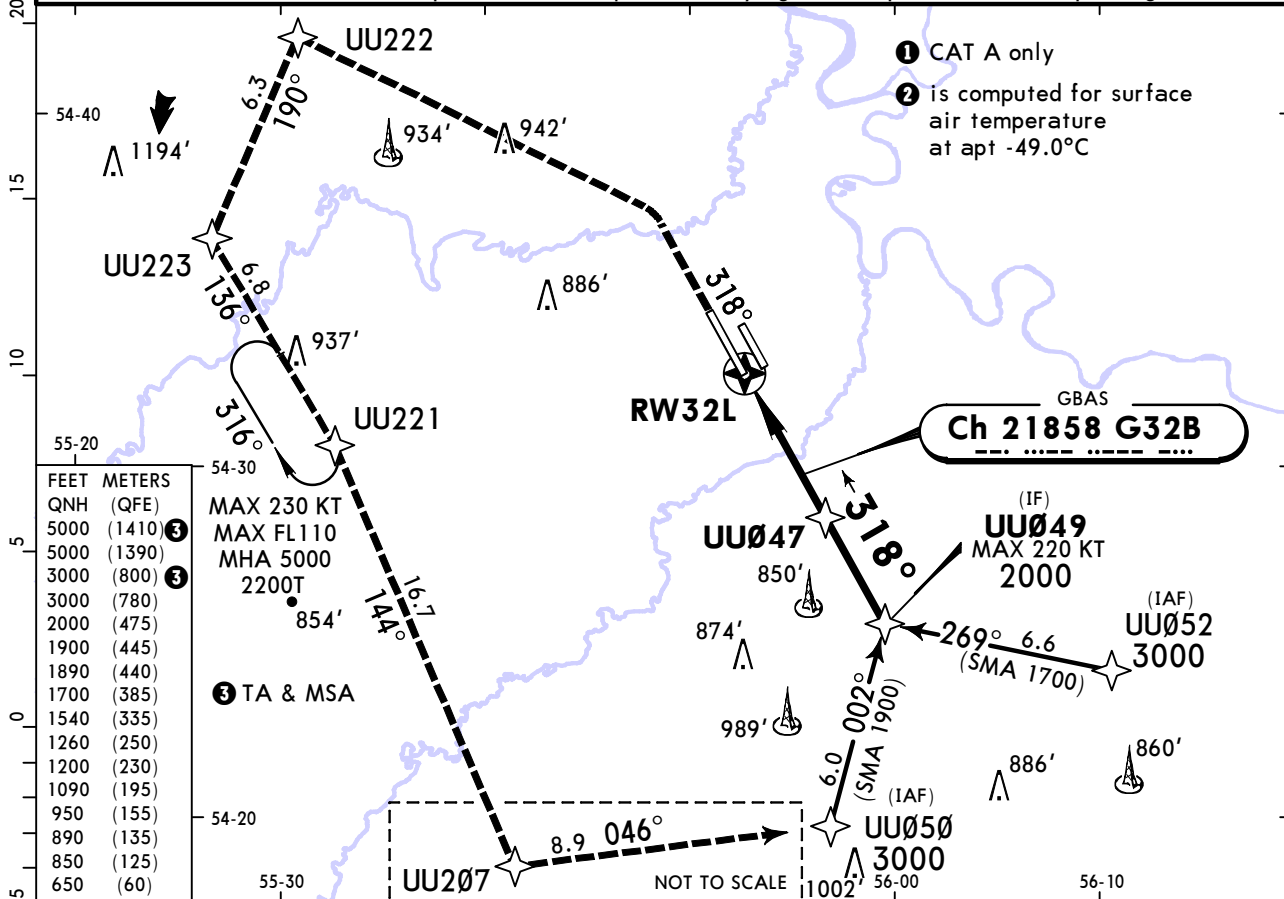 20
UU222
❶ CAT A only
❷ is computed for surface
air temperature
at apt -49.0°C
6.3
190°
54-40
1194'
934'
942'
15
UU223
6.8
136°
886'
318°
937'
10
RW32L
GBAS
Ch 21858 G32B
316°
UU221
55-20
54-30
FEET METERS
QNH (QFE)
5000 (1410) ❸
5000 (1390)
3000 (800) ❸
3000 (780)
2000 (475)
1900 (445)
1890 (440)
1700 (385)
1540 (335)
1260 (250)
1200 (230)
1090 (195)
950 (155)
890 (135)
850 (125)
650 (60)
MAX 230 KT
MAX FL110
MHA 5000
2200T
854'
16.7
144°
5
UUØ47
318°
(IF)
UUØ49
MAX 220 KT
2000
850'
874'
(IAF)
UUØ52
3000
269° 6.6
(SMA 1700)
❸ TA & MSA
0
989'
002°
6.0
(SMA 1900)
886'
860'
54-20
(IAF)
UUØ50
3000
8.9 046°
UU2Ø7
NOT TO SCALE
1002'
5
55-30
56-00
56-10